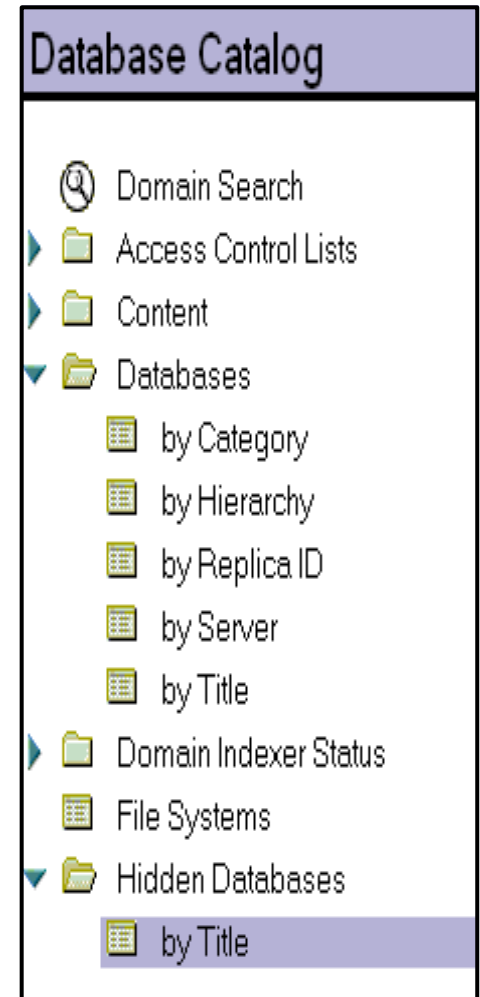 Database Catalog
Domain Search
Access Control Lists
Content
Databases
by Category
by Hierarchy
by Replica ID
by Server
by Title
Domain Indexer Status
File Systems
Hidden Databases
by Title